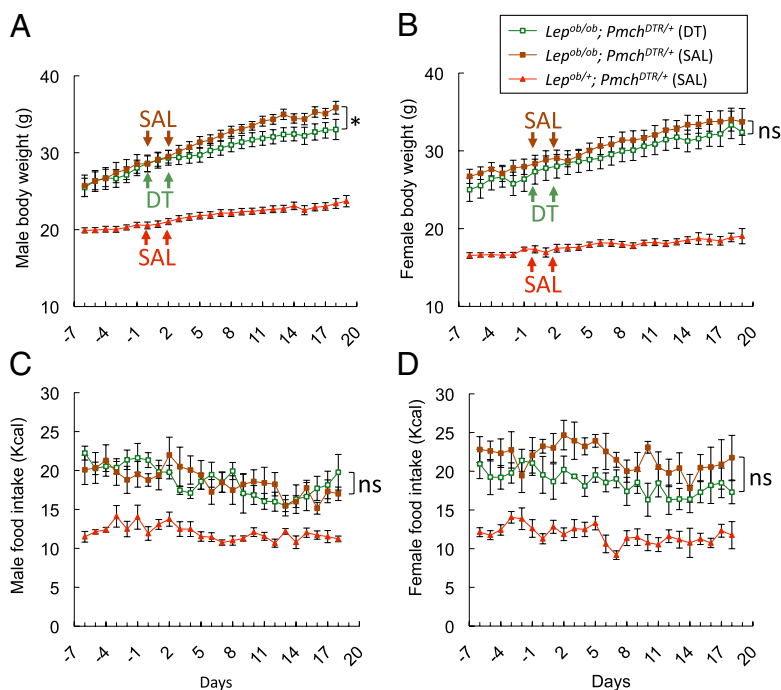 A
B
Lep^ob/ob; Pmch^DTR/+ (DT)
Lep^ob/ob; Pmch^DTR/+ (SAL)
Lep^ob/+; Pmch^DTR/+ (SAL)
Male body weight (g)
40
30
20
10
SAL
DT
SAL
*
-7 -4 -1 2 5 8 11 14 17 20
Female body weight (g)
40
30
20
10
SAL
DT
SAL
ns
-7 -4 -1 2 5 8 11 14 17 20
C
Male food intake (Kcal)
30
25
20
15
10
5
0
ns
-7 -4 -1 2 5 8 11 14 17 20
Days
D
Female food intake (Kcal)
30
25
20
15
10
5
0
ns
-7 -4 -1 2 5 8 11 14 17 20
Days